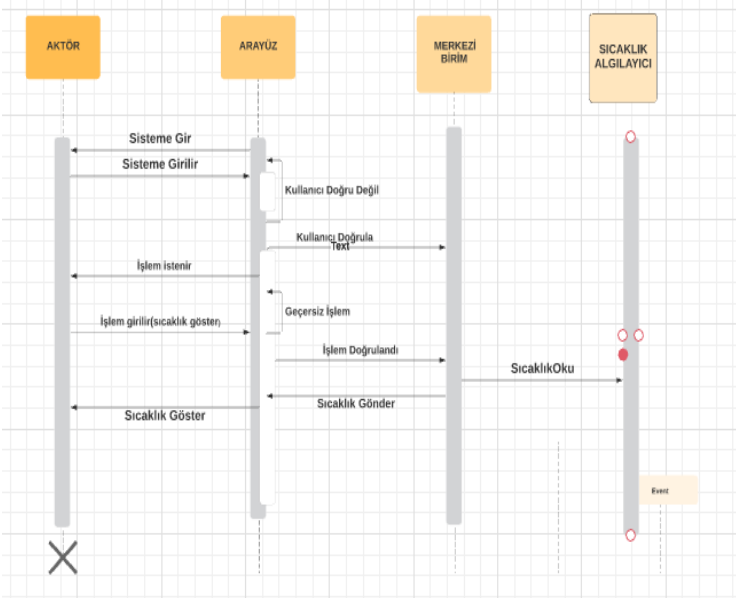 AKTÖR
ARAYÜZ
MERKEZİ
BİRİM
SICAKLIK
ALGILAYICI
Sisteme Gir
Sisteme Girilir
Kullanıcı Doğru Değil
Kullanıcı Doğrula
Text
İşlem istenir
Geçersiz İşlem
İşlem girilir(sıcaklık göster)
İşlem Doğrulandı
SıcaklıkOku
Sıcaklık Gönder
Sıcaklık Göster
Event